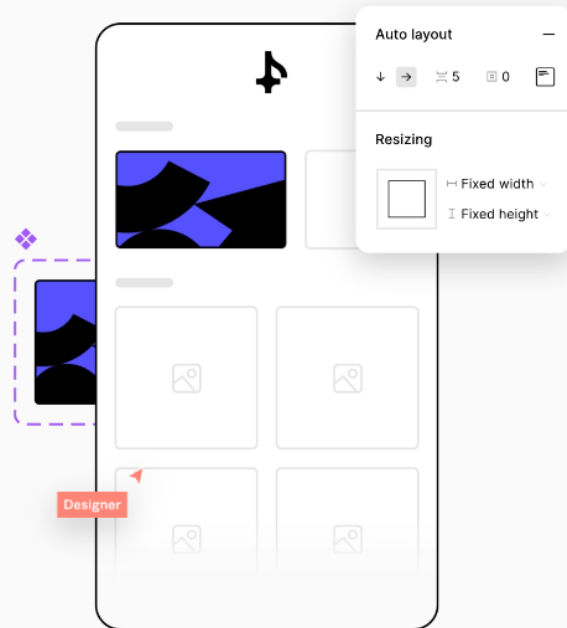 Auto layout
5 0
Resizing
Fixed width
Fixed height
Designer